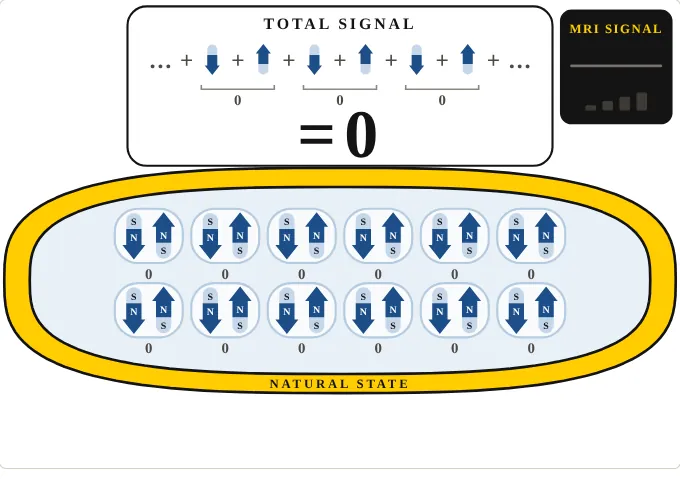 TOTAL SIGNAL
... + + + + + + + ...
0 0 0
= 0
MRI SIGNAL
S N N S S N N S S N N S S N N S S N N S S N N S
0 0 0 0 0 0
S N N S S N N S S N N S S N N S S N N S S N N S
0 0 0 0 0 0
NATURAL STATE